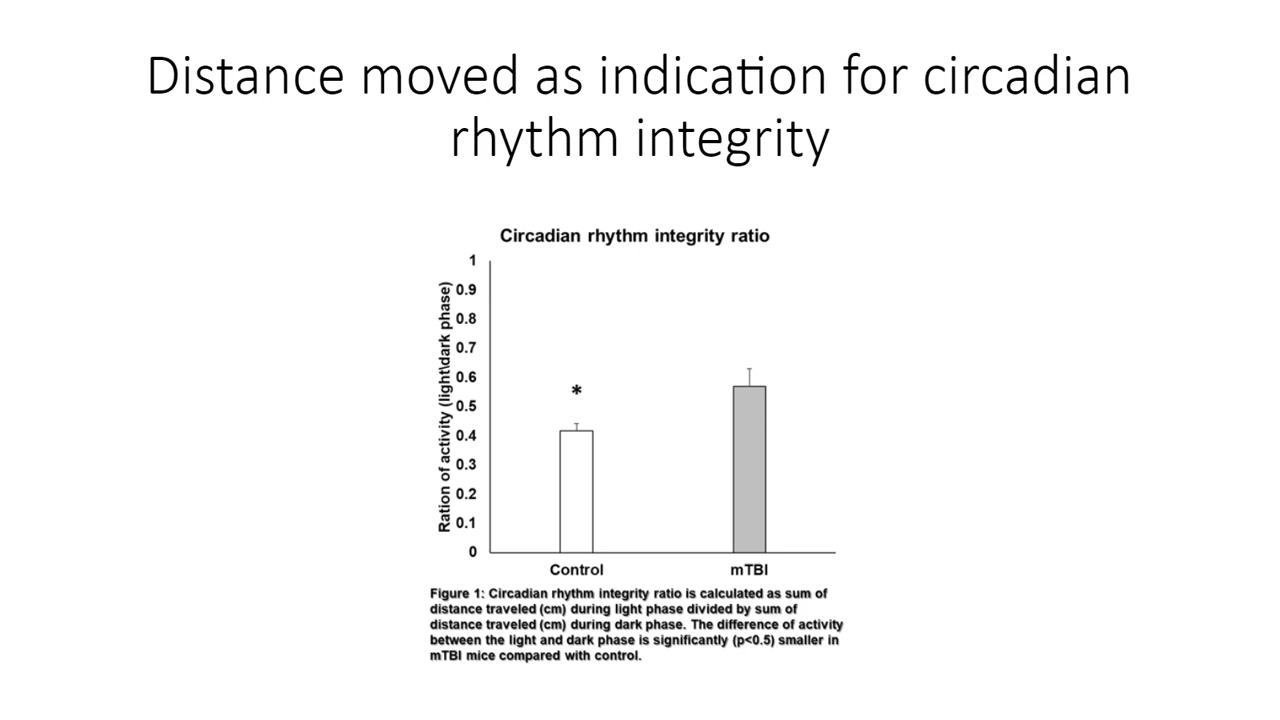 Distance moved as indication for circadian
rhythm integrity
Circadian rhythm integrity ratio
Ration of activity (light\dark phase)
1
0.9
0.8
0.7
0.6
0.5
0.4
0.3
0.2
0.1
0
*
Control mTBI
Figure 1: Circadian rhythm integrity ratio is calculated as sum of
distance traveled (cm) during light phase divided by sum of
distance traveled (cm) during dark phase. The difference of activity
between the light and dark phase is significantly (p<0.5) smaller in
mTBI mice compared with control.